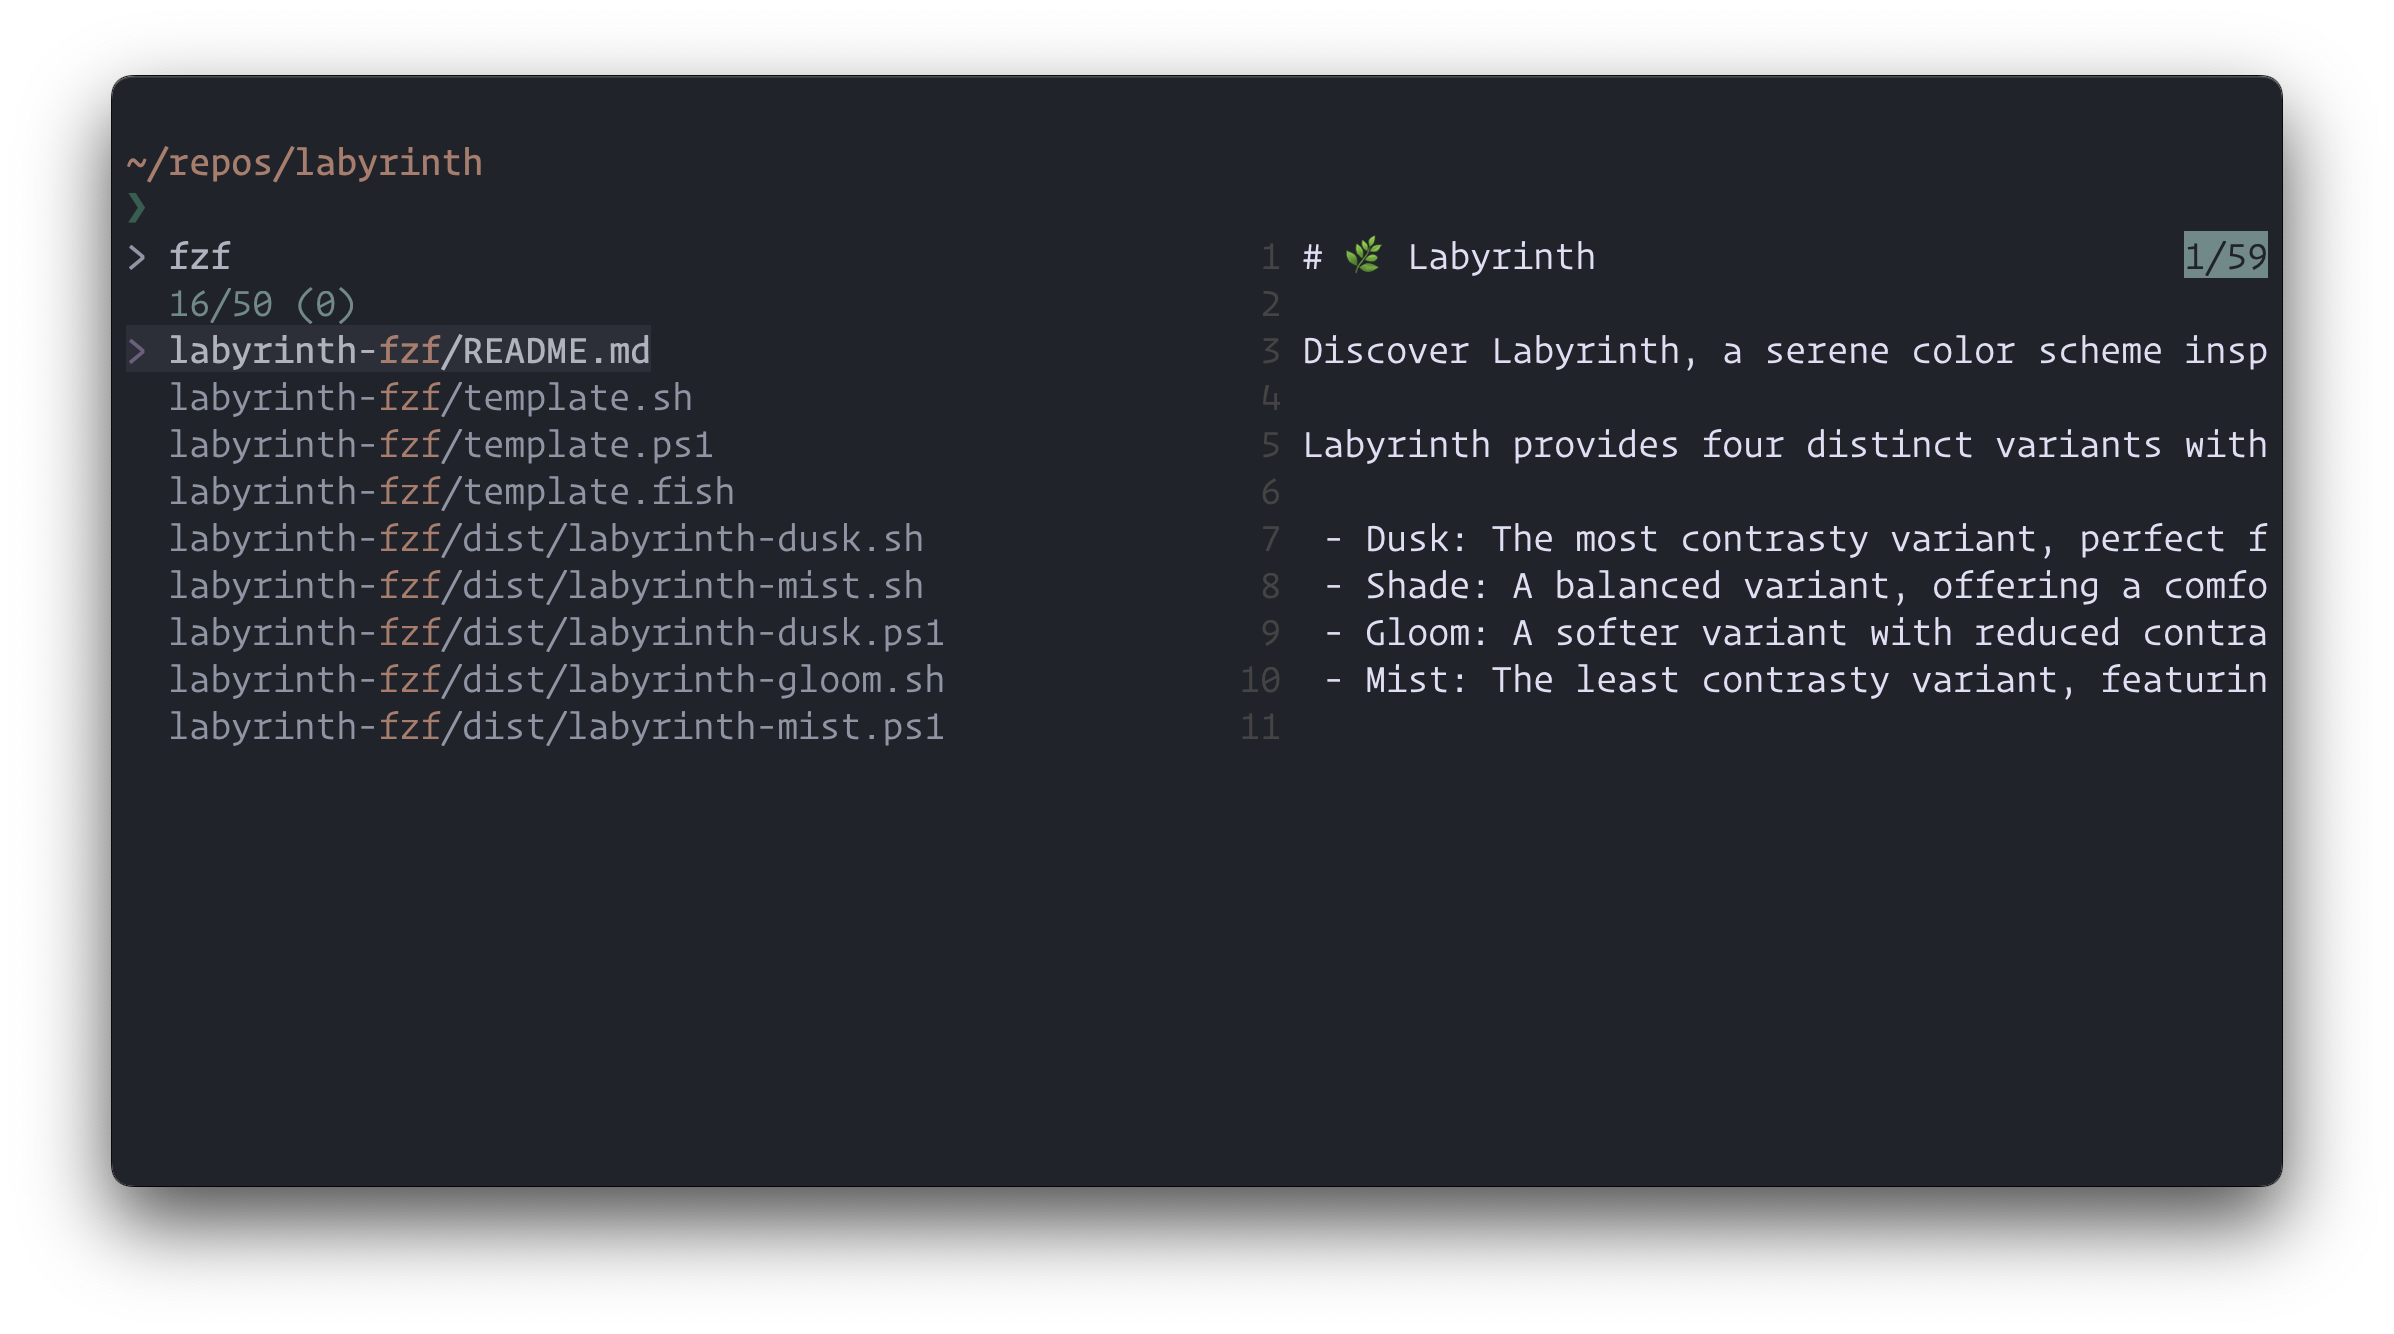 ~/repos/labyrinth
❯
> fzf
16/50 (0)
> labyrinth-fzf/README.md
labyrinth-fzf/template.sh
labyrinth-fzf/template.ps1
labyrinth-fzf/template.fish
labyrinth-fzf/dist/labyrinth-dusk.sh
labyrinth-fzf/dist/labyrinth-mist.sh
labyrinth-fzf/dist/labyrinth-dusk.ps1
labyrinth-fzf/dist/labyrinth-gloom.sh
labyrinth-fzf/dist/labyrinth-mist.ps1
1 # 🌿 Labyrinth 1/59
2
3 Discover Labyrinth, a serene color scheme insp
4
5 Labyrinth provides four distinct variants with
6
7 - Dusk: The most contrasty variant, perfect f
8 - Shade: A balanced variant, offering a comfo
9 - Gloom: A softer variant with reduced contra
10 - Mist: The least contrasty variant, featurin
11